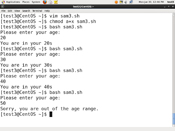 [test3@CentOS ~]$ vim sam3.sh
[test3@CentOS ~]$ chmod a+x sam3.sh
[test3@CentOS ~]$ bash sam3.sh
Please enter your age:
20
You are in your 20s
[test3@CentOS ~]$ bash sam3.sh
Please enter your age:
30
You are in your 30s
[test3@CentOS ~]$ bash sam3.sh
Please enter your age:
40
You are in your 40s
[test3@CentOS ~]$ bash sam3.sh
Please enter your age:
50
Sorry, you are out of the age range.
[test3@CentOS ~]$